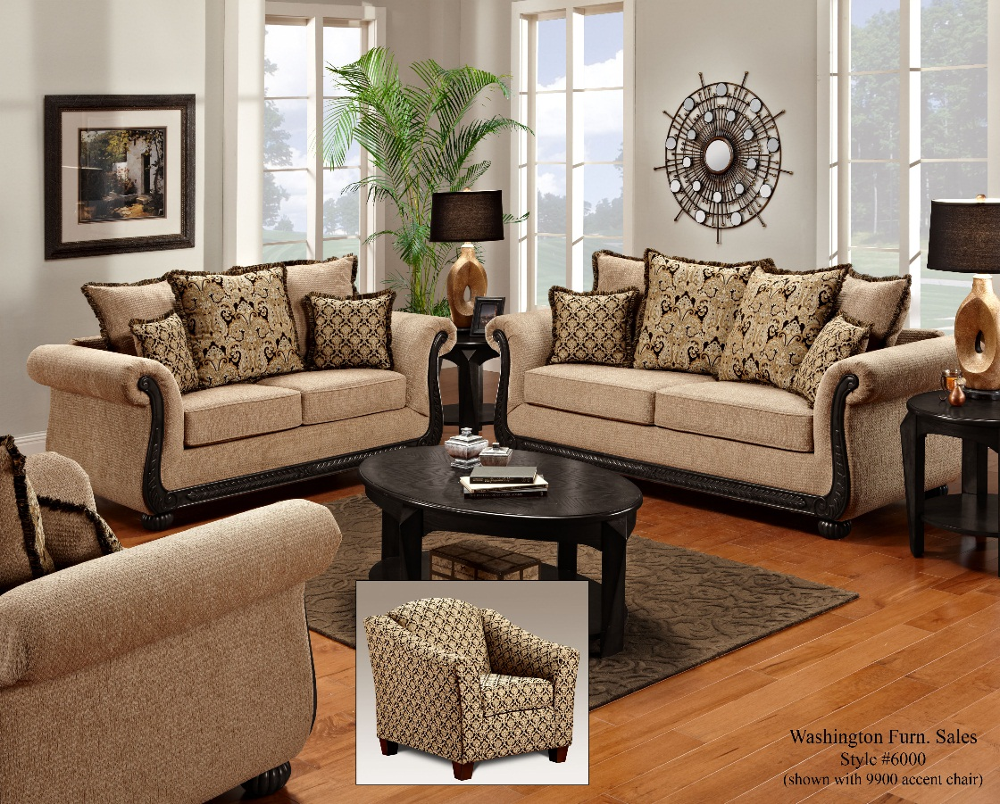 Washington Furn. Sales
Style #6000
(shown with 9900 accent chair)